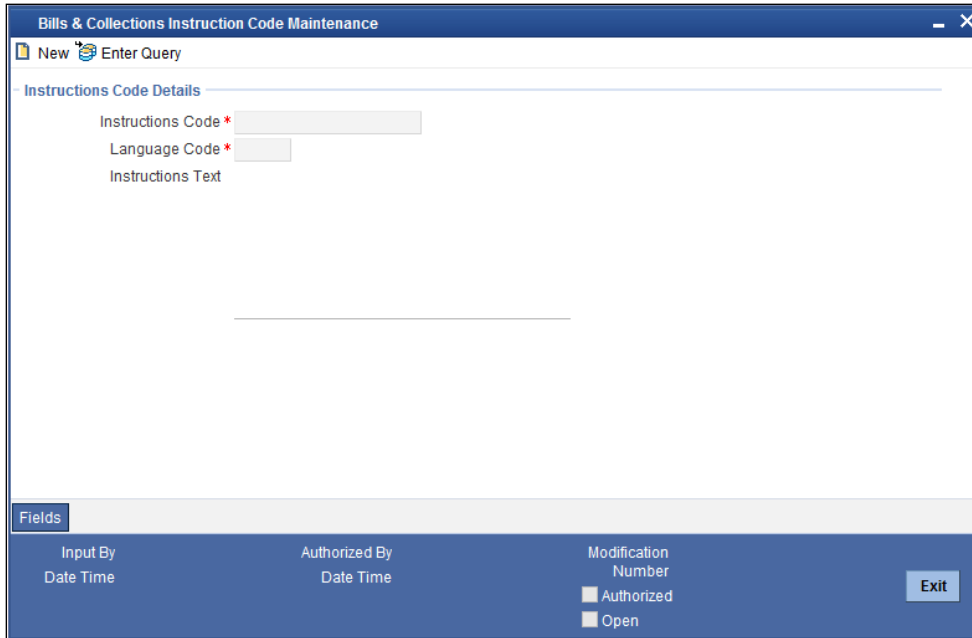 Bills & Collections Instruction Code Maintenance
New Enter Query
Instructions Code Details
Instructions Code *
Language Code *
Instructions Text
Fields
Input By Authorized By Modification Number
Date Time Date Time
Authorized
Open
Exit